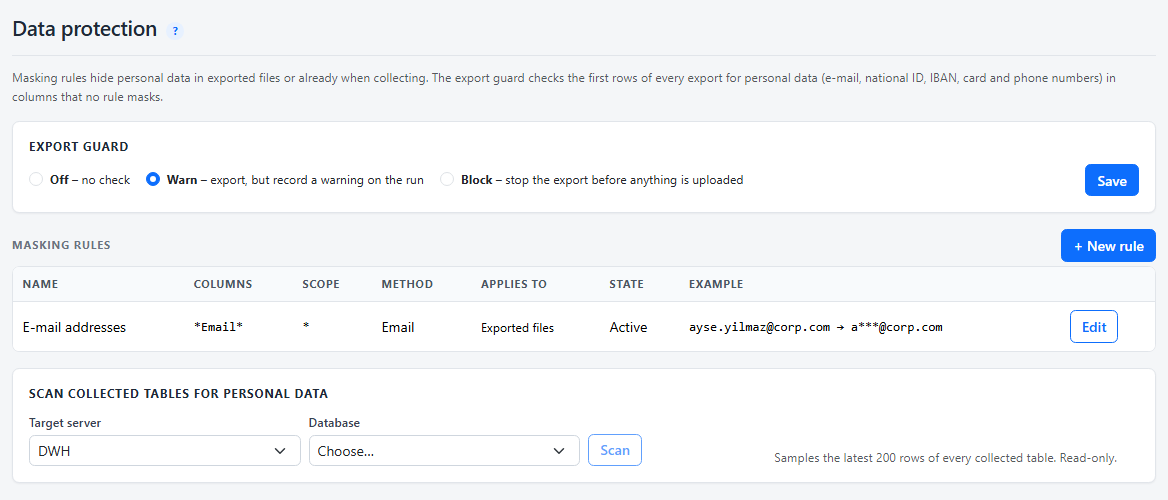 Data protection ?
Masking rules hide personal data in exported files or already when collecting. The export guard checks the first rows of every export for personal data (e-mail, national ID, IBAN, card and phone numbers) in
columns that no rule masks.
EXPORT GUARD
Off – no check Warn – export, but record a warning on the run Block – stop the export before anything is uploaded Save
MASKING RULES + New rule
NAME COLUMNS SCOPE METHOD APPLIES TO STATE EXAMPLE
E-mail addresses *Email* * Email Exported files Active ayse.yilmaz@corp.com → a***@corp.com Edit
SCAN COLLECTED TABLES FOR PERSONAL DATA
Target server Database
DWH Choose... Scan
Samples the latest 200 rows of every collected table. Read-only.